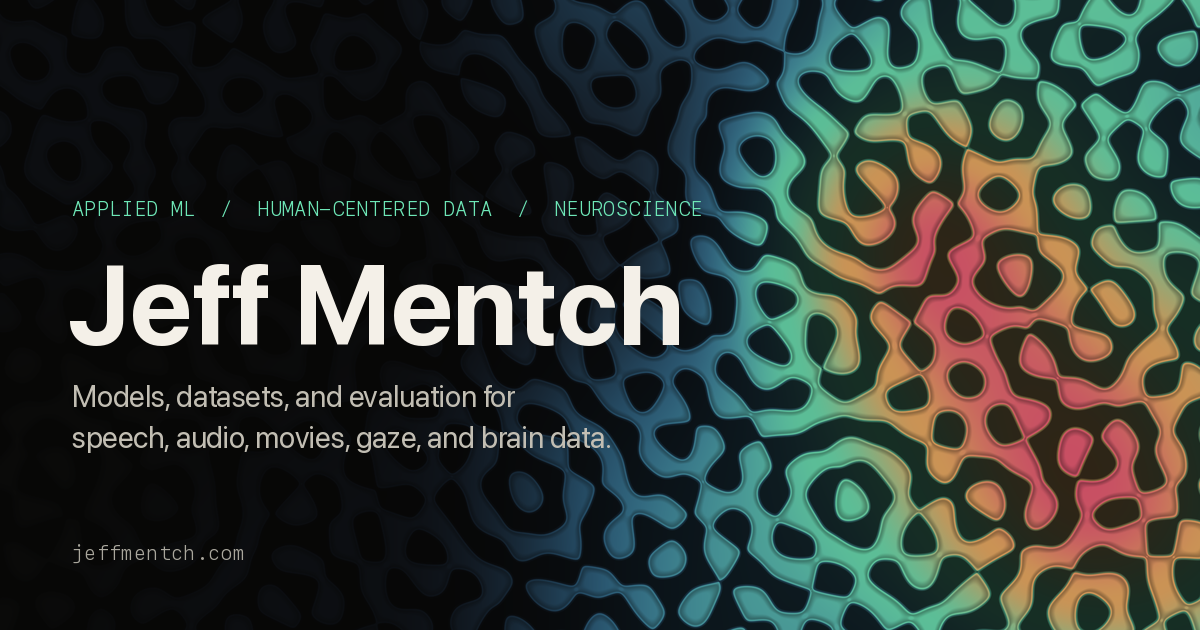 APPLIED ML / HUMAN-CENTERED DATA / NEUROSCIENCE
Jeff Mentch
Models, datasets, and evaluation for
speech, audio, movies, gaze, and brain data.
jeffmentch.com